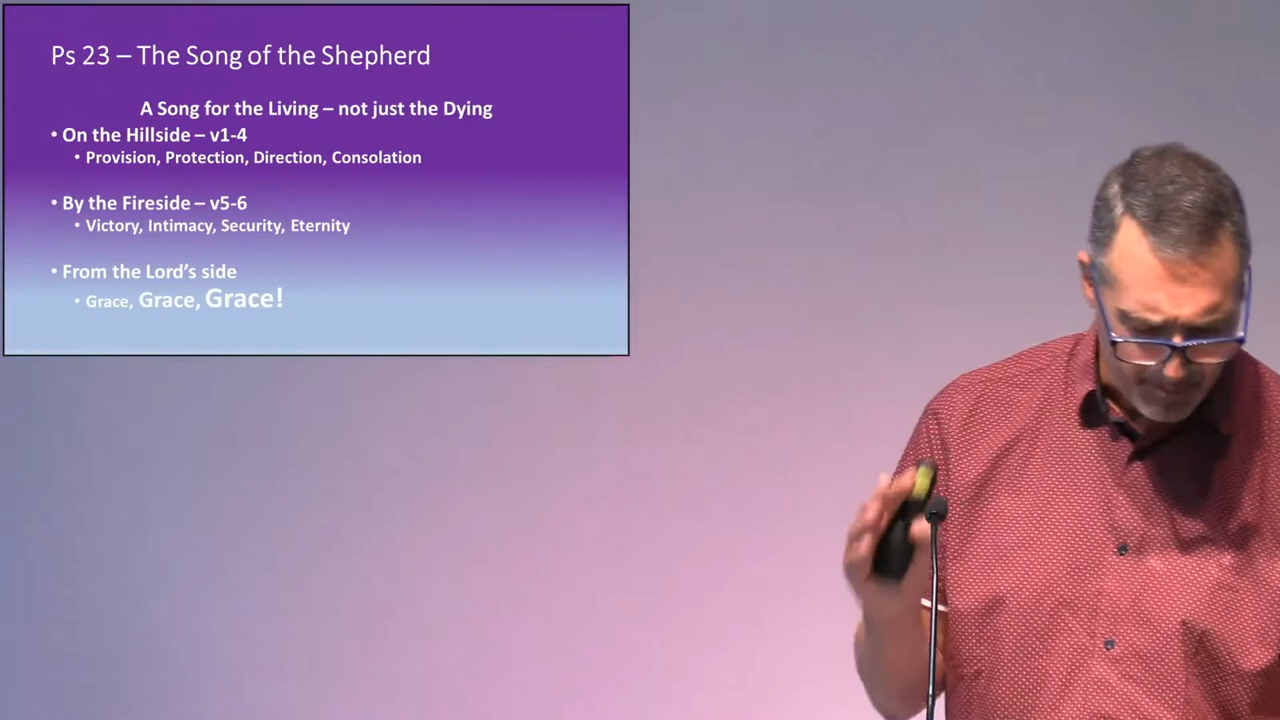 Ps 23 – The Song of the Shepherd
A Song for the Living – not just the Dying
• On the Hillside – v1-4
• Provision, Protection, Direction, Consolation
• By the Fireside – v5-6
• Victory, Intimacy, Security, Eternity
• From the Lord’s side
• Grace, Grace, Grace!